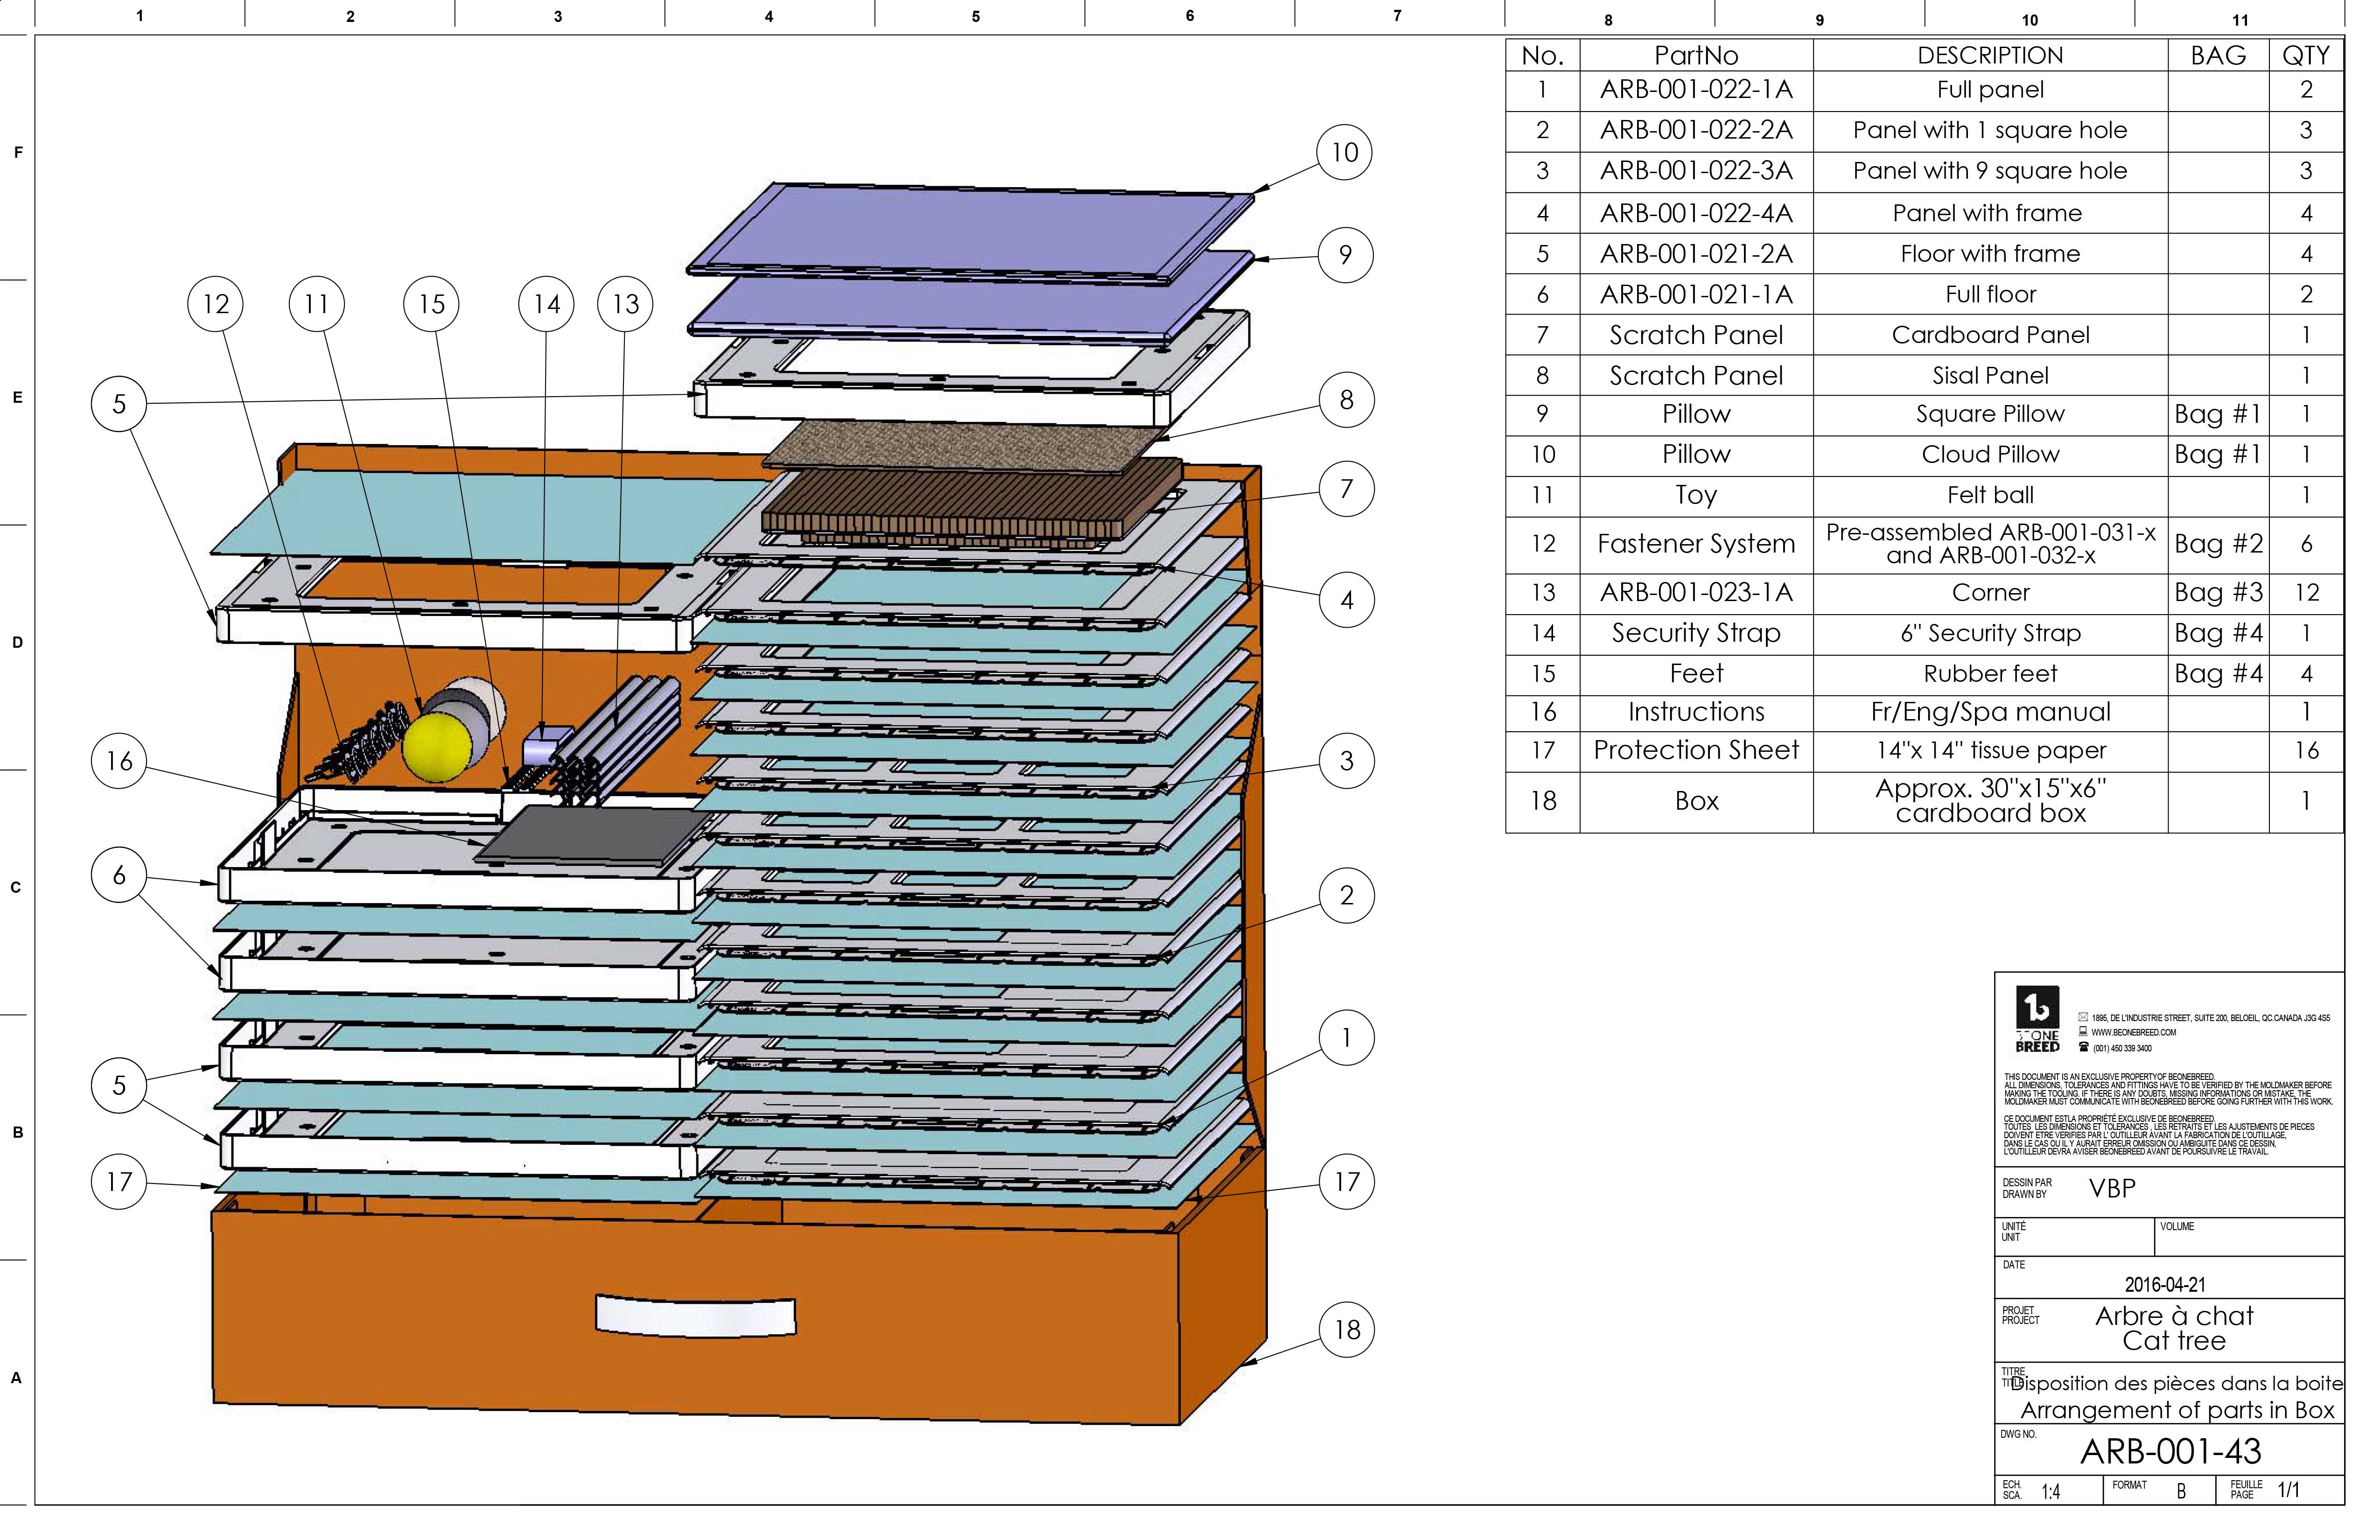 1 2 3 4 5 6 7 8 9 10 11
No. PartNo DESCRIPTION BAG QTY
1 ARB-001-022-1A Full panel 2
2 ARB-001-022-2A Panel with 1 square hole 3
3 ARB-001-022-3A Panel with 9 square hole 3
4 ARB-001-022-4A Panel with frame 4
5 ARB-001-021-2A Floor with frame 4
6 ARB-001-021-1A Full floor 2
7 Scratch Panel Cardboard Panel 1
8 Scratch Panel Sisal Panel 1
9 Pillow Square Pillow Bag #1 1
10 Pillow Cloud Pillow Bag #1 1
11 Toy Felt ball 1
12 Fastener System Pre-assembled ARB-001-031-x
and ARB-001-032-x Bag #2 6
13 ARB-001-023-1A Corner Bag #3 12
14 Security Strap 6" Security Strap Bag #4 1
15 Feet Rubber feet Bag #4 4
16 Instructions Fr/Eng/Spa manual 1
17 Protection Sheet 14"x 14" tissue paper 16
18 Box Approx. 30"x15"x6"
cardboard box 1
F
E
D
C
B
A
10
9
12 11 15 14 13
5
8
7
4
16
3
6
2
1
5
17
17
18
1b
ONE
BREED
1895, DE L'INDUSTRIE STREET, SUITE 200, BELOEIL, QC.CANADA J3G 4S5
WWW.BEONEBREED.COM
(001) 450 339 3400
THIS DOCUMENT IS AN EXCLUSIVE PROPERTYOF BEONEBREED.
ALL DIMENSIONS, TOLERANCES AND FITTINGS HAVE TO BE VERIFIED BY THE MOLDMAKER BEFORE
MAKING THE TOOLING. IF THERE IS ANY DOUBTS, MISSING INFORMATIONS OR MISTAKE, THE
MOLDMAKER MUST COMMUNICATE WITH BEONEBREED BEFORE GOING FURTHER WITH THIS WORK.
CE DOCUMENT ESTLA PROPRIÉTÉ EXCLUSIVE DE BEONEBREED.
TOUTES LES DIMENSIONS ET TOLERANCES , LES RETRAITS ET LES AJUSTEMENTS DE PIECES
DOIVENT ETRE VERIFIES PAR L' OUTILLEUR AVANT LA FABRICATION DE L'OUTILLAGE,
DANS LE CAS OU IL Y AURAIT ERREUR OMISSION OU AMBIGUITE DANS CE DESSIN,
L'OUTILLEUR DEVRA AVISER BEONEBREED AVANT DE POURSUIVRE LE TRAVAIL.
DESSIN PAR
DRAWN BY VBP
UNITÉ
UNIT
VOLUME
DATE
2016-04-21
PROJET
PROJECT
Arbre à chat
Cat tree
TITRE
TITLE
Disposition des pièces dans la boite
Arrangement of parts in Box
DWG NO.
ARB-001-43
ECH.
SCA. 1:4
FORMAT B
FEUILLE
PAGE 1/1